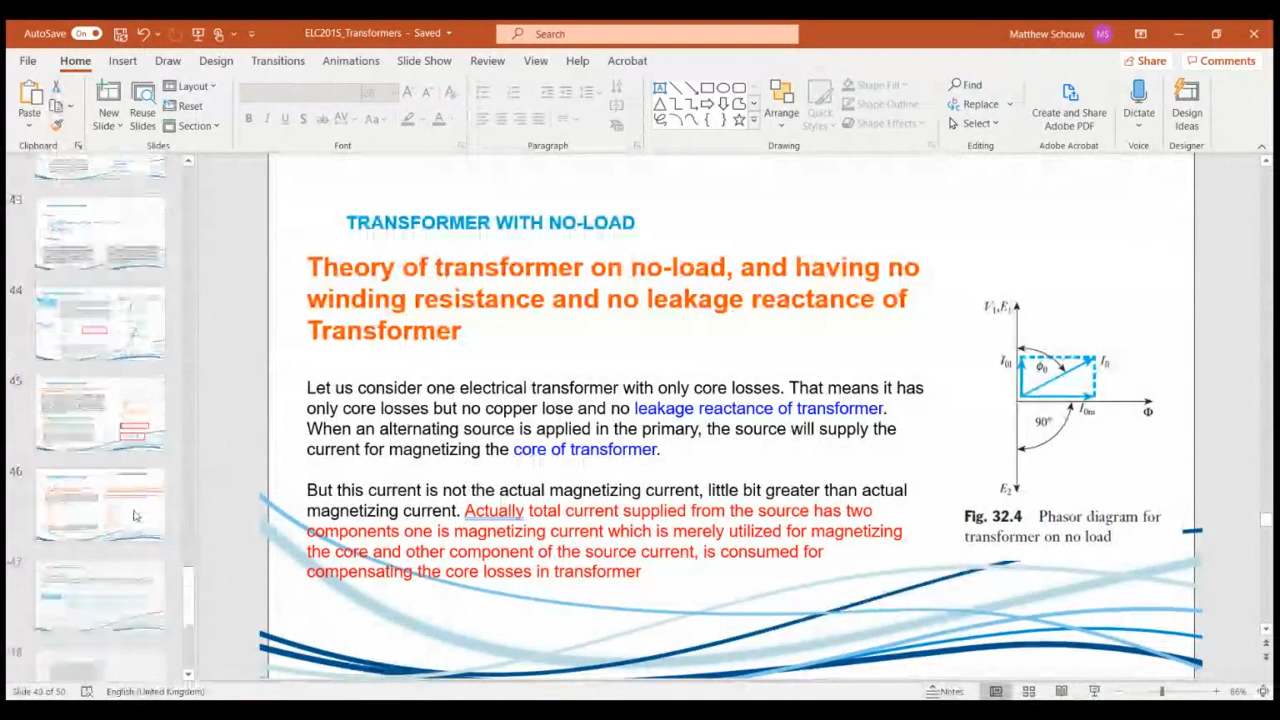 AutoSave On ELC201S_Transformers - Saved Search Matthew Schouw MS
File Home Insert Draw Design Transitions Animations Slide Show Review View Help Acrobat Share Comments
Paste New Slide Reuse Slides Layout Reset Section
B I U S ab AV Aa A
Arrange Quick Styles Shape Fill Shape Outline Shape Effects
Find Replace Select
Create and Share Adobe PDF Dictate Design Ideas
Clipboard Slides Font Paragraph Drawing Editing Adobe Acrobat Voice Designer
43
44
45
46
47
TRANSFORMER WITH NO-LOAD
Theory of transformer on no-load, and having no
winding resistance and no leakage reactance of
Transformer
Let us consider one electrical transformer with only core losses. That means it has
only core losses but no copper lose and no leakage reactance of transformer.
When an alternating source is applied in the primary, the source will supply the
current for magnetizing the core of transformer.
But this current is not the actual magnetizing current, little bit greater than actual
magnetizing current. Actually total current supplied from the source has two
components one is magnetizing current which is merely utilized for magnetizing
the core and other component of the source current, is consumed for
compensating the core losses in transformer
V₁,E₁
ϕ₀
I₀ₘ
Φ
90°
E₂
Fig. 32.4 Phasor diagram for
transformer on no load
English (United Kingdom) Notes 86%